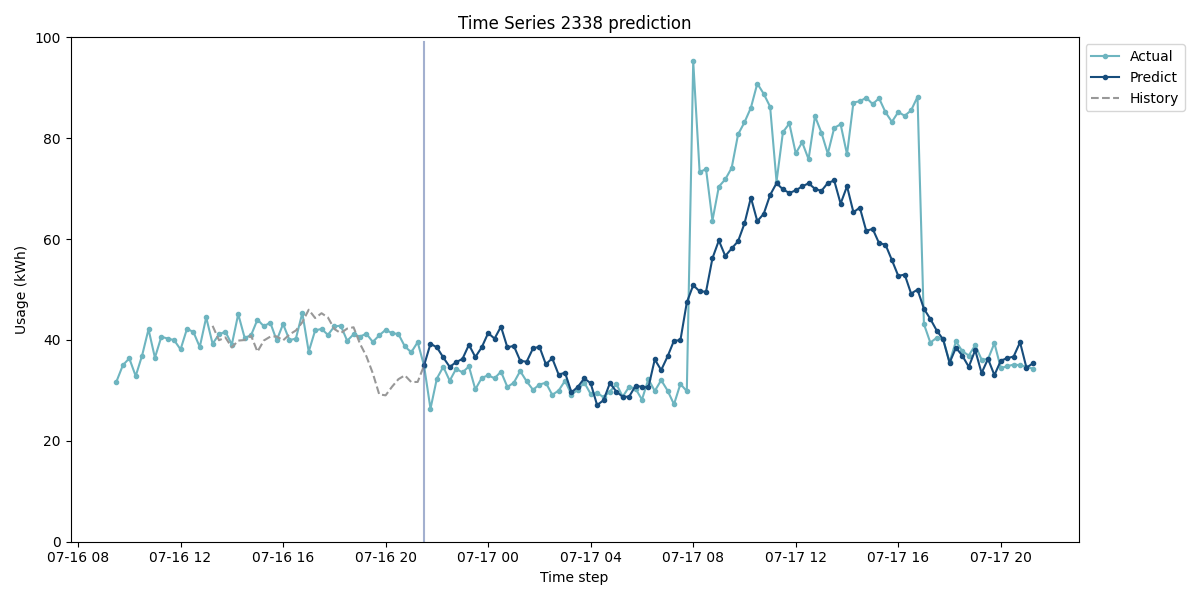 Time Series 2338 prediction
100
80
60
40
20
0
Usage (kWh)
07-16 08
07-16 12
07-16 16
07-16 20
07-17 00
07-17 04
07-17 08
07-17 12
07-17 16
07-17 20
Time step
Actual
Predict
History